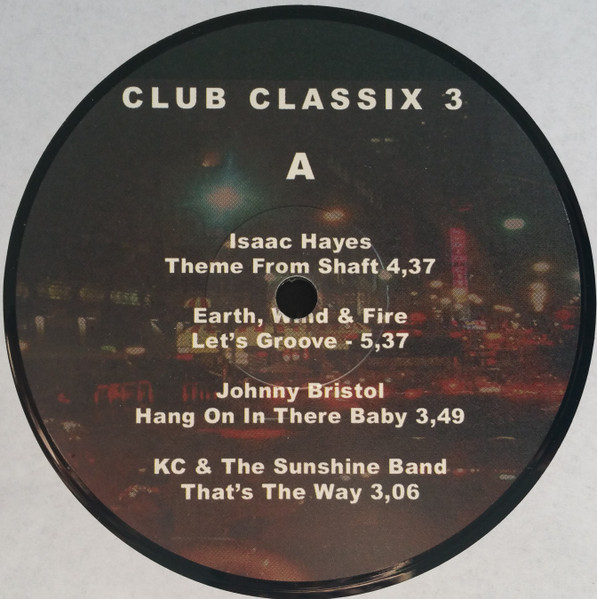 CLUB CLASSIX 3
A
Isaac Hayes
Theme From Shaft 4,37
Earth, Wind & Fire
Let's Groove - 5,37
Johnny Bristol
Hang On In There Baby 3,49
KC & The Sunshine Band
That's The Way 3,06